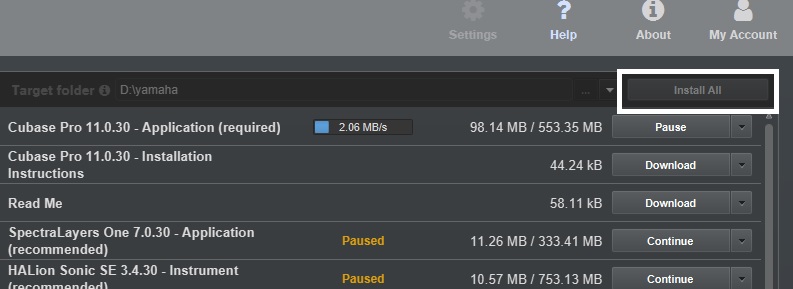 Settings Help About My Account
Target folder D:\yamaha ... Install All
Cubase Pro 11.0.30 - Application (required) 2.06 MB/s 98.14 MB / 553.35 MB Pause
Cubase Pro 11.0.30 - Installation
Instructions 44.24 kB Download
Read Me 58.11 kB Download
SpectraLayers One 7.0.30 - Application
(recommended) Paused 11.26 MB / 333.41 MB Continue
HALion Sonic SE 3.4.30 - Instrument
(recommended) Paused 10.57 MB / 753.13 MB Continue